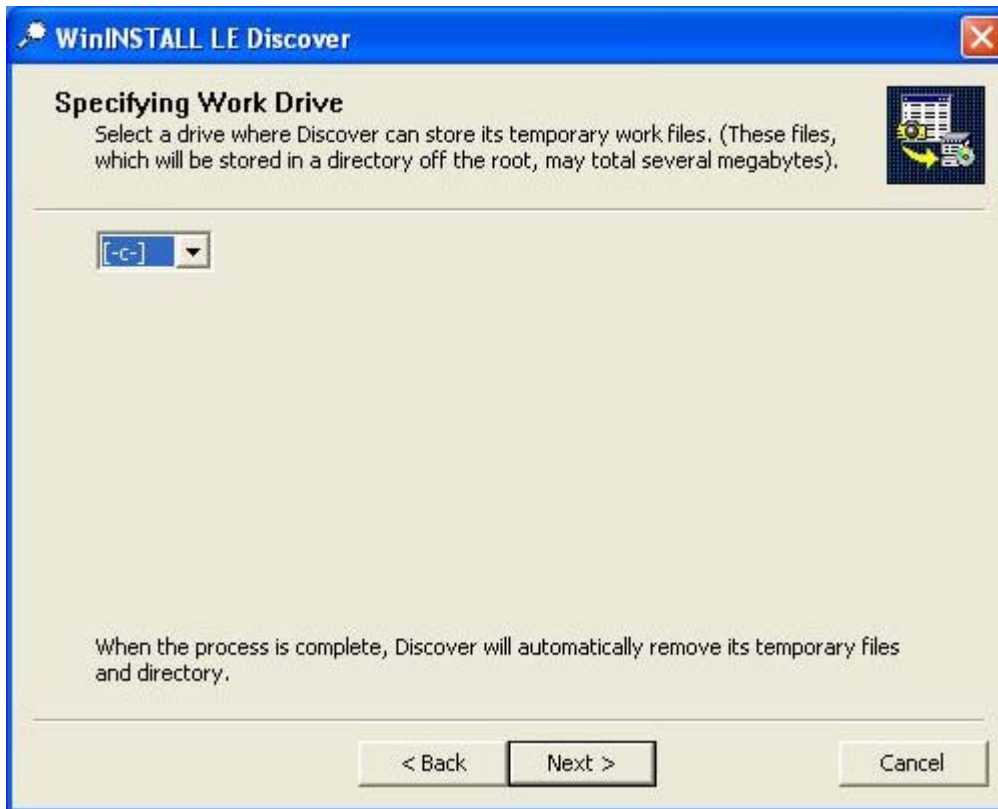 WinINSTALL LE Discover
Specifying Work Drive
Select a drive where Discover can store its temporary work files. (These files,
which will be stored in a directory off the root, may total several megabytes).
[-c-]
When the process is complete, Discover will automatically remove its temporary files
and directory.
< Back
Next >
Cancel